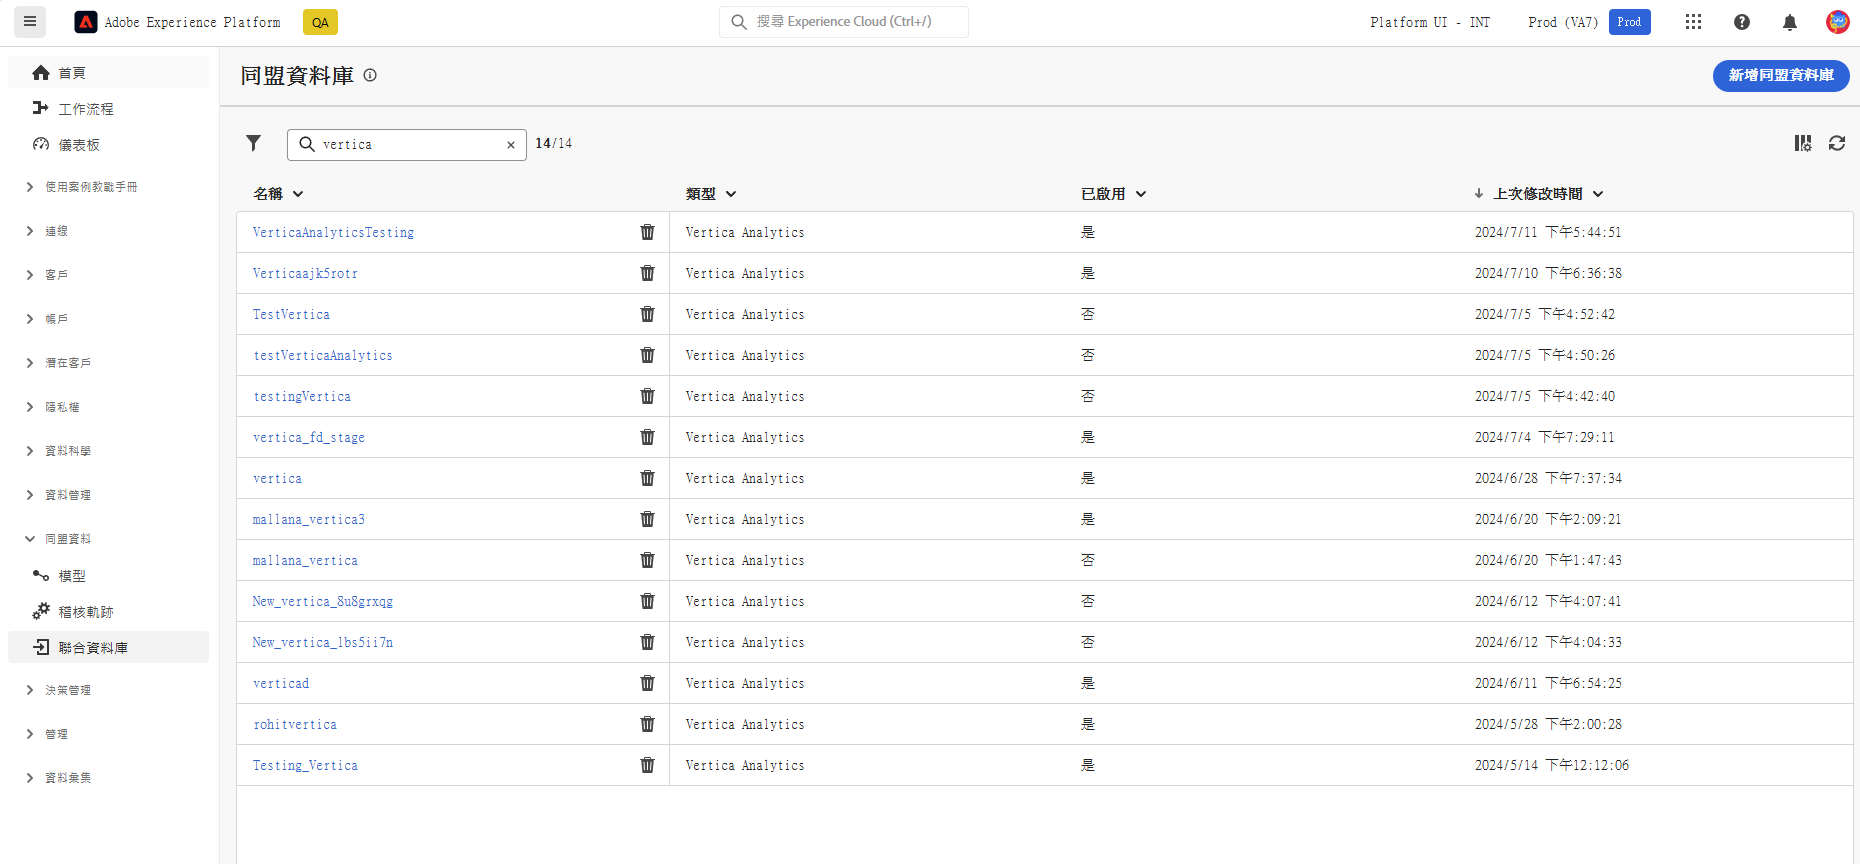 Adobe Experience Platform QA 搜尋 Experience Cloud (Ctrl+/) Platform UI - INT Prod (VA7) Prod
首頁
工作流程
儀表板
使用案例教戰手冊
連線
客戶
帳戶
潛在客戶
隱私權
資料科學
資料管理
同盟資料
模型
稽核軌跡
聯合資料庫
決策管理
管理
資料彙集
同盟資料庫 新增同盟資料庫
vertica 14/14
名稱 類型 已啟用 上次修改時間
VerticaAnalyticsTesting Vertica Analytics 是 2024/7/11 下午5:44:51
Verticaajk5rotr Vertica Analytics 是 2024/7/10 下午6:36:38
TestVertica Vertica Analytics 否 2024/7/5 下午4:52:42
testVerticaAnalytics Vertica Analytics 否 2024/7/5 下午4:50:26
testingVertica Vertica Analytics 否 2024/7/5 下午4:42:40
vertica_fd_stage Vertica Analytics 是 2024/7/4 下午7:29:11
vertica Vertica Analytics 是 2024/6/28 下午7:37:34
mallana_vertica3 Vertica Analytics 是 2024/6/20 下午2:09:21
mallana_vertica Vertica Analytics 否 2024/6/20 下午1:47:43
New_vertica_8u8grxqg Vertica Analytics 否 2024/6/12 下午4:07:41
New_vertica_lbs5ii7n Vertica Analytics 否 2024/6/12 下午4:04:33
verticad Vertica Analytics 是 2024/6/11 下午6:54:25
rohitvertica Vertica Analytics 是 2024/5/28 下午2:00:28
Testing_Vertica Vertica Analytics 是 2024/5/14 下午12:12:06